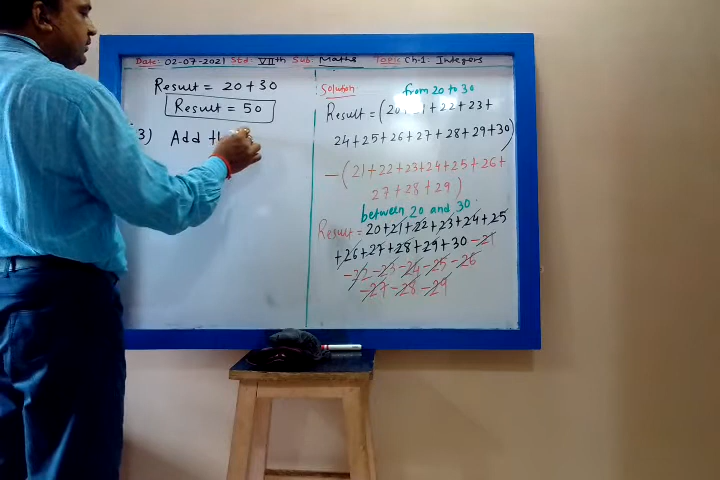 Date: 02-07-2021 Std: VIIth Sub: Maths Topic Ch-1: Integers
Result = 20 + 30
Result = 50
3) Add th
Solution
from 20 to 30
Result = (20+21+22+23+
24+25+26+27+28+29+30)
-(21+22+23+24+25+26+
27+28+29)
between 20 and 30.
Result = 20+21+22+23+24+25
+26+27+28+29+30-21
-22-23-24-25-26
-27-28-29